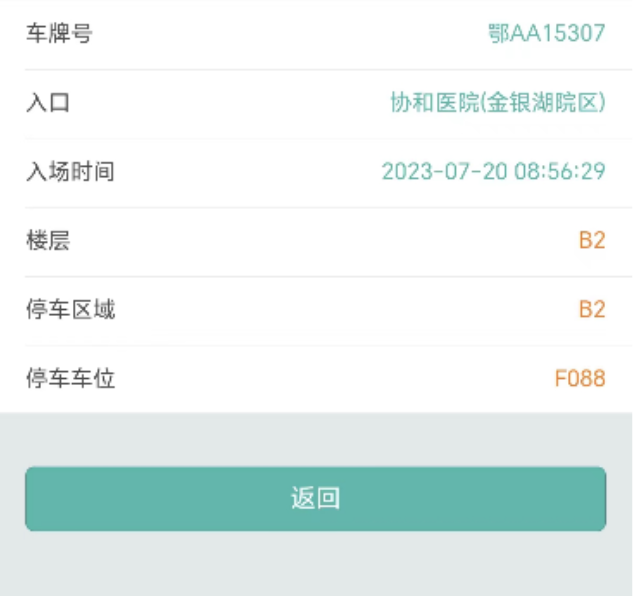 车牌号 鄂AA15307
入口 协和医院(金银湖院区)
入场时间 2023-07-20 08:56:29
楼层 B2
停车区域 B2
停车车位 F088
返回